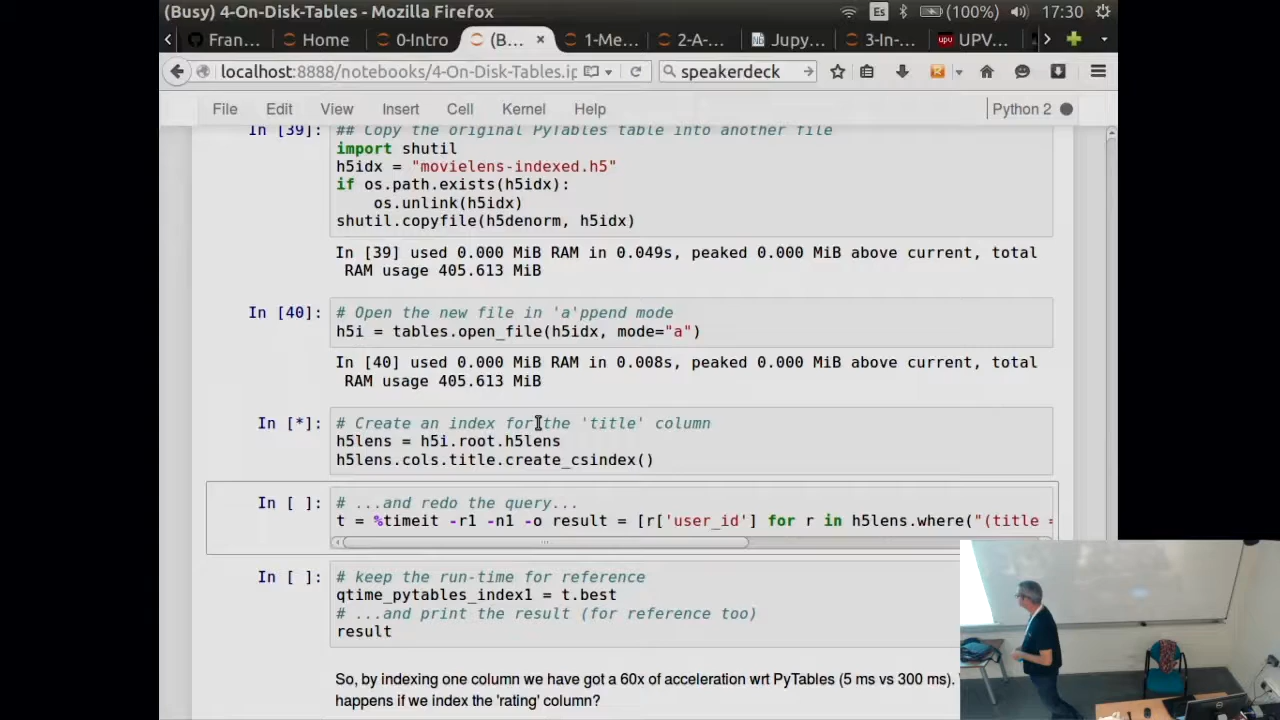 (Busy) 4-On-Disk-Tables - Mozilla Firefox
Es (100%) 17:30
Fran... Home 0-Intro (B... 1-Me... 2-A-... Jupy... 3-In-... UPV...
localhost:8888/notebooks/4-On-Disk-Tables.ip speakerdeck
File Edit View Insert Cell Kernel Help Python 2
In [39]: ## Copy the original PyTables table into another file
import shutil
h5idx = "movielens-indexed.h5"
if os.path.exists(h5idx):
    os.unlink(h5idx)
shutil.copyfile(h5denorm, h5idx)
In [39] used 0.000 MiB RAM in 0.049s, peaked 0.000 MiB above current, total
RAM usage 405.613 MiB
In [40]: # Open the new file in 'a'ppend mode
h5i = tables.open_file(h5idx, mode="a")
In [40] used 0.000 MiB RAM in 0.008s, peaked 0.000 MiB above current, total
RAM usage 405.613 MiB
In [*]: # Create an index for the 'title' column
h5lens = h5i.root.h5lens
h5lens.cols.title.create_csindex()
In [ ]: # ...and redo the query...
t = %timeit -r1 -n1 -o result = [r['user_id'] for r in h5lens.where("(title =
In [ ]: # keep the run-time for reference
qtime_pytables_index1 = t.best
# ...and print the result (for reference too)
result
So, by indexing one column we have got a 60x of acceleration wrt PyTables (5 ms vs 300 ms).
happens if we index the 'rating' column?